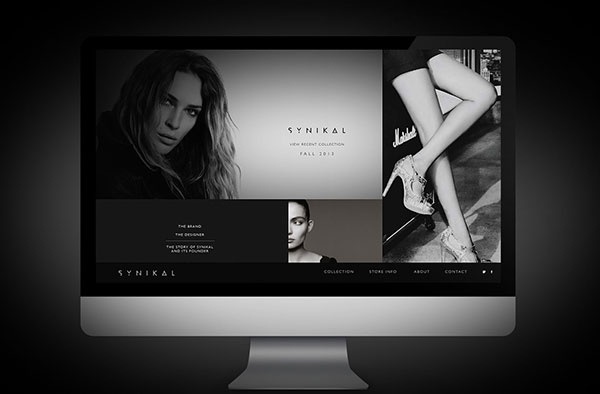 SYNIKAL
VIEW RECENT COLLECTION
FALL 2015
Marshall
THE BRAND
THE DESIGNER
THE STORY OF SYNIKAL
AND ITS FOUNDER
SYNIKAL
COLLECTION
STORE INFO
ABOUT
CONTACT